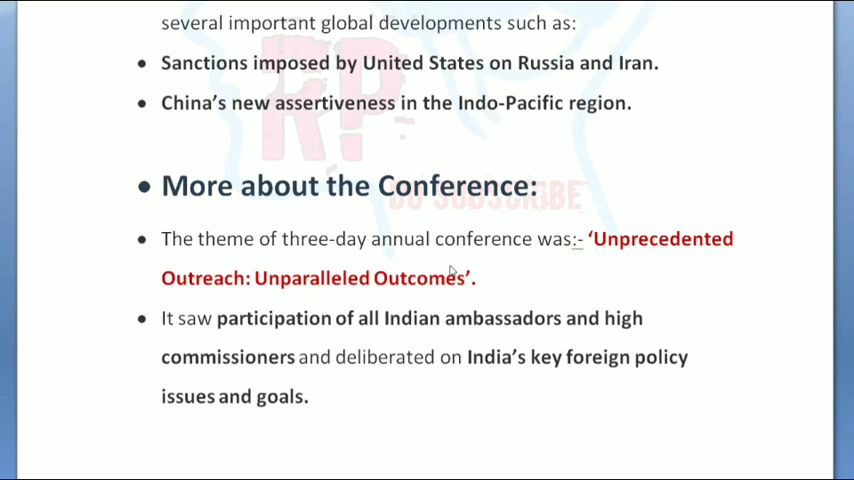 several important global developments such as:
• Sanctions imposed by United States on Russia and Iran.
• China's new assertiveness in the Indo-Pacific region.
RP
• More about the Conference:
DO SUBSCRIBE
• The theme of three-day annual conference was:- ‘Unprecedented
Outreach: Unparalleled Outcomes’.
• It saw participation of all Indian ambassadors and high
commissioners and deliberated on India's key foreign policy
issues and goals.